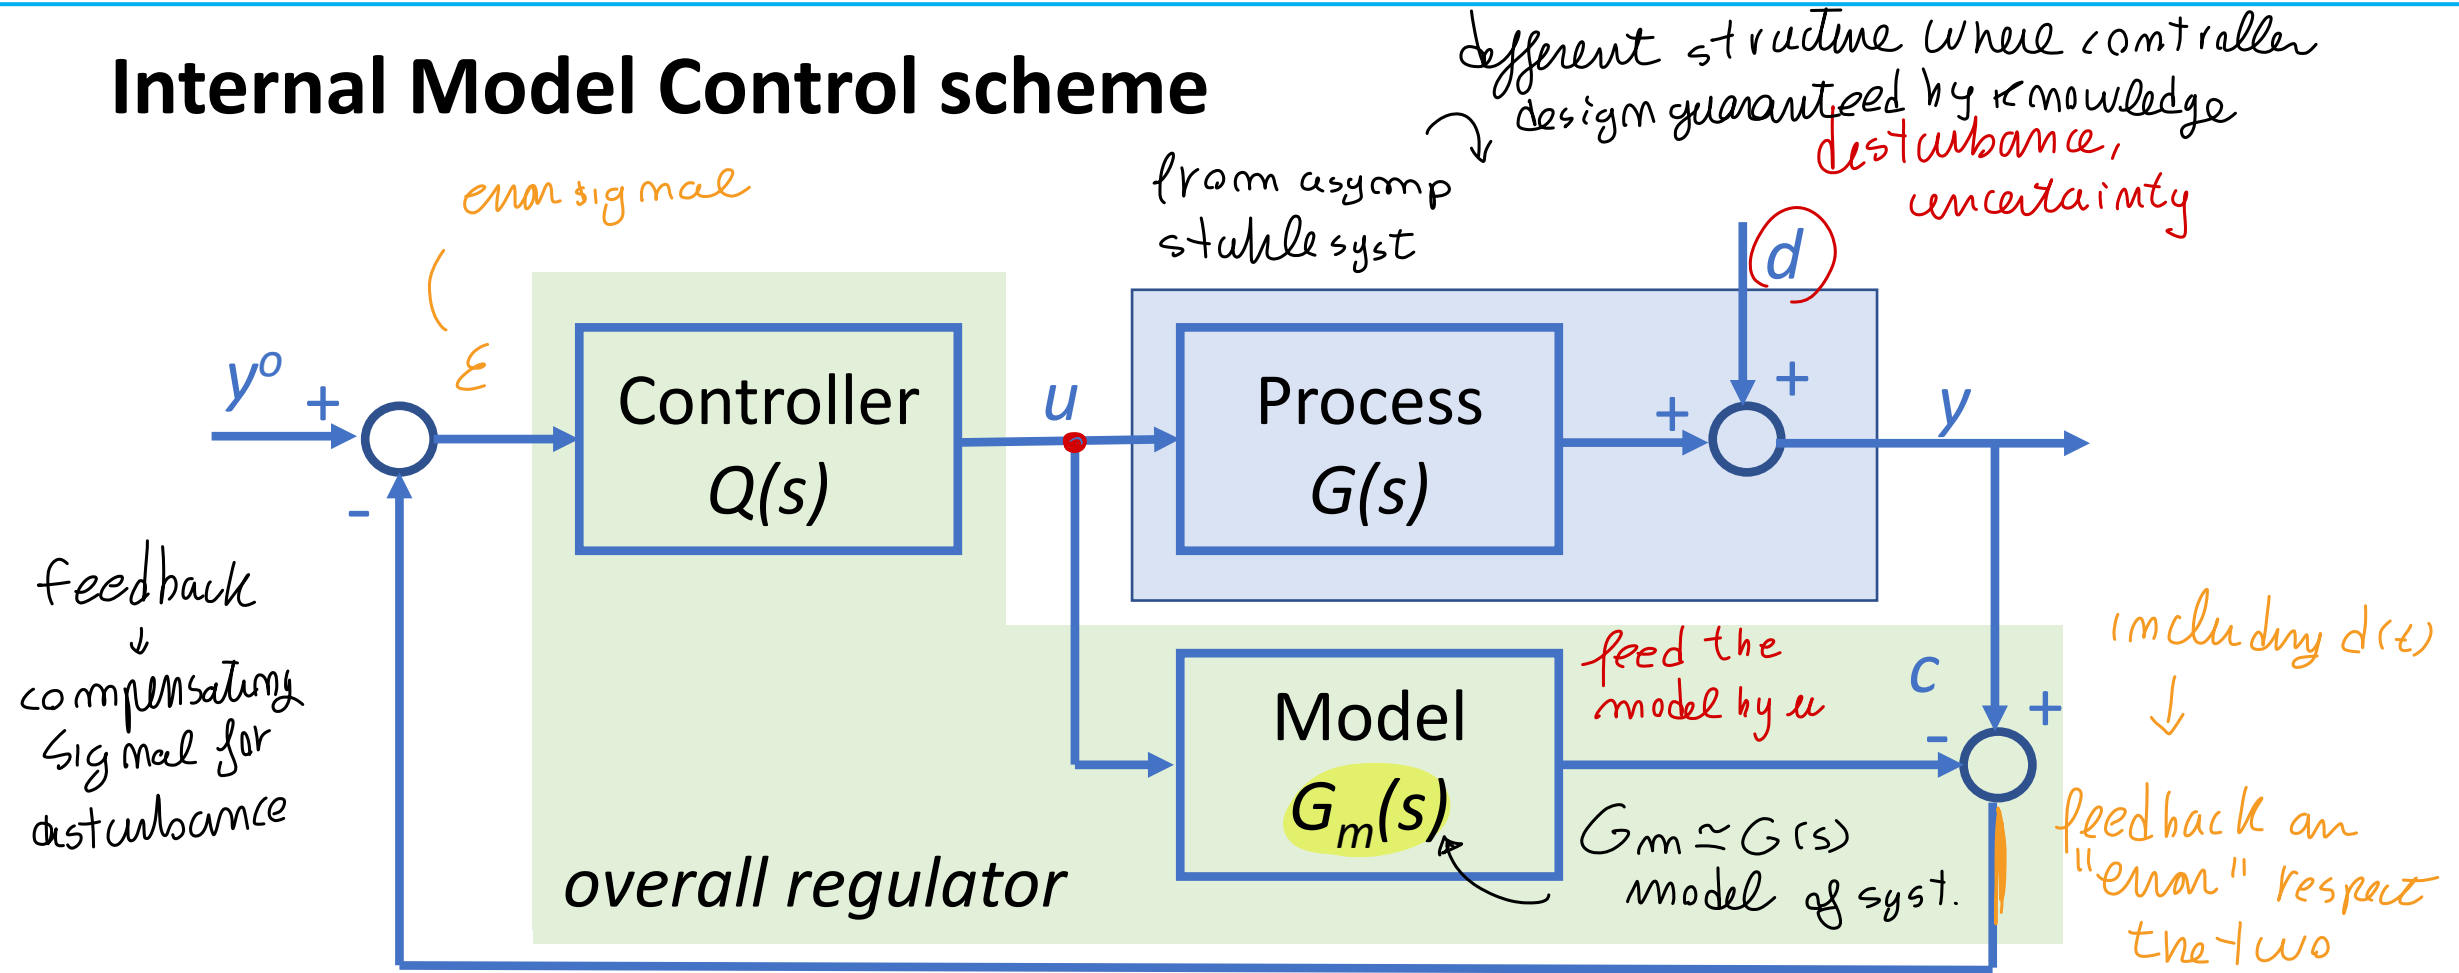 Internal Model Control scheme
different structure where controller
design guaranteed by knowledge
disturbance,
uncertainty
from asymp
stable syst
error signal
d
ε
yº
+
-
Controller
Q(s)
u
Process
G(s)
+
+
y
feedback
↓
compensating
signal for
disturbance
feed the
model by u
Model
Gm(s)
c
-
+
Gm ≃ G(s)
model of syst.
including d(t)
↓
feedback an
"error" respect
the two
overall regulator